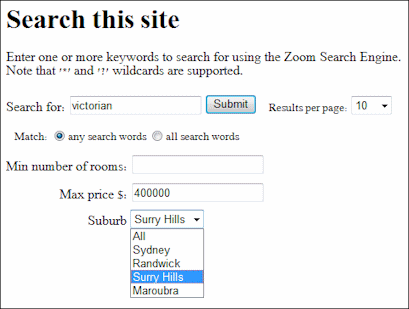 Search this site
Enter one or more keywords to search for using the Zoom Search Engine.
Note that '*' and '?' wildcards are supported.
Search for: victorian Submit Results per page: 10
Match: any search words all search words
Min number of rooms:
Max price $: 400000
Suburb Surry Hills
All
Sydney
Randwick
Surry Hills
Maroubra